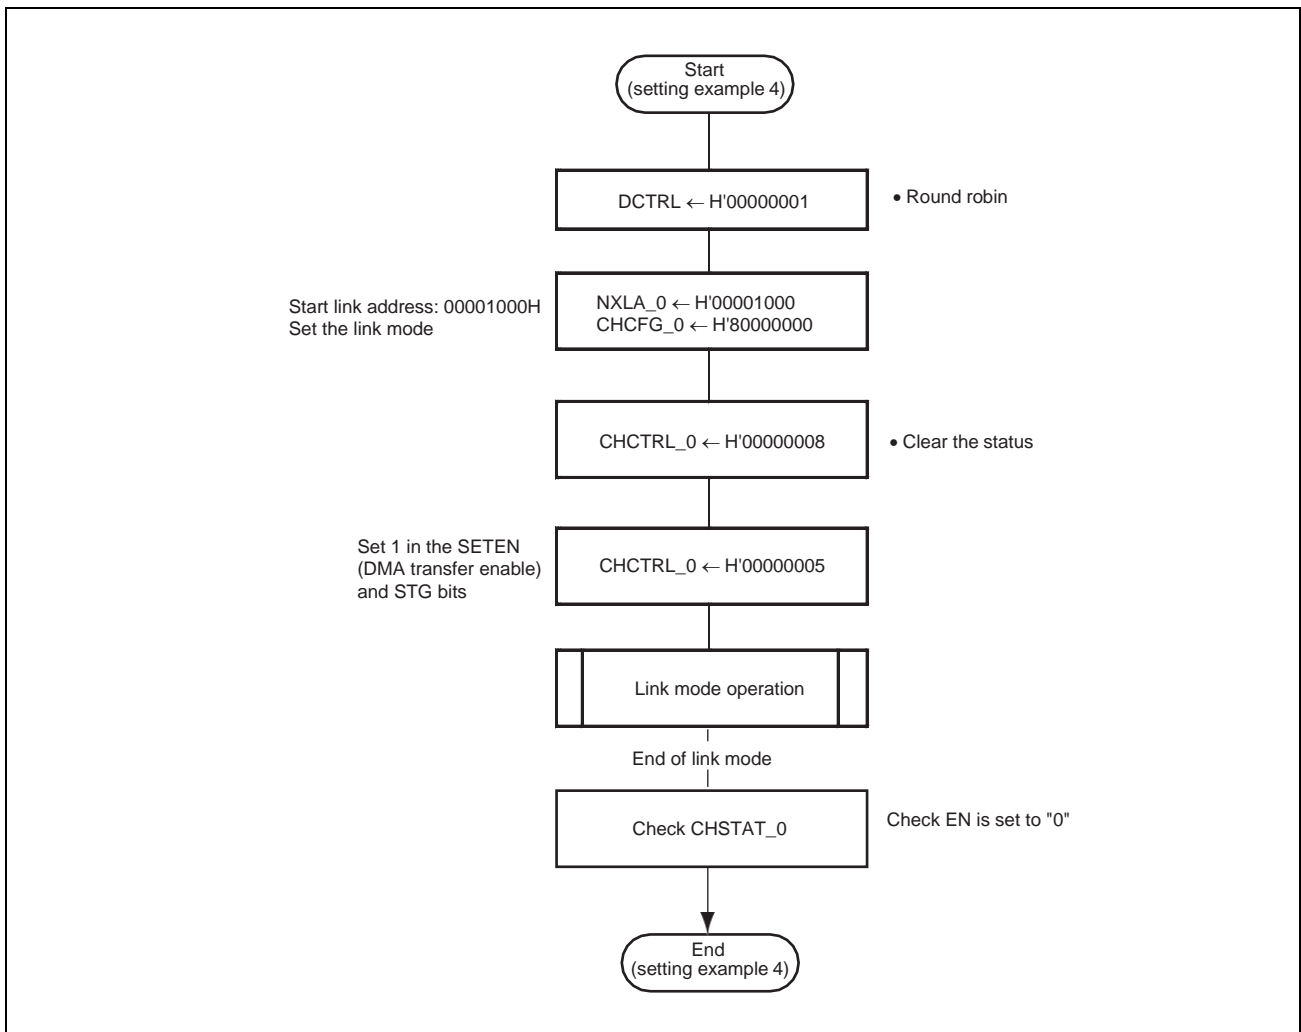 Start
(setting example 4)
DCTRL ← H'00000001
• Round robin
Start link address: 00001000H
Set the link mode
NXLA_0 ← H'00001000
CHCFG_0 ← H'80000000
CHCTRL_0 ← H'00000008
• Clear the status
Set 1 in the SETEN
(DMA transfer enable)
and STG bits
CHCTRL_0 ← H'00000005
Link mode operation
End of link mode
Check CHSTAT_0
Check EN is set to "0"
End
(setting example 4)